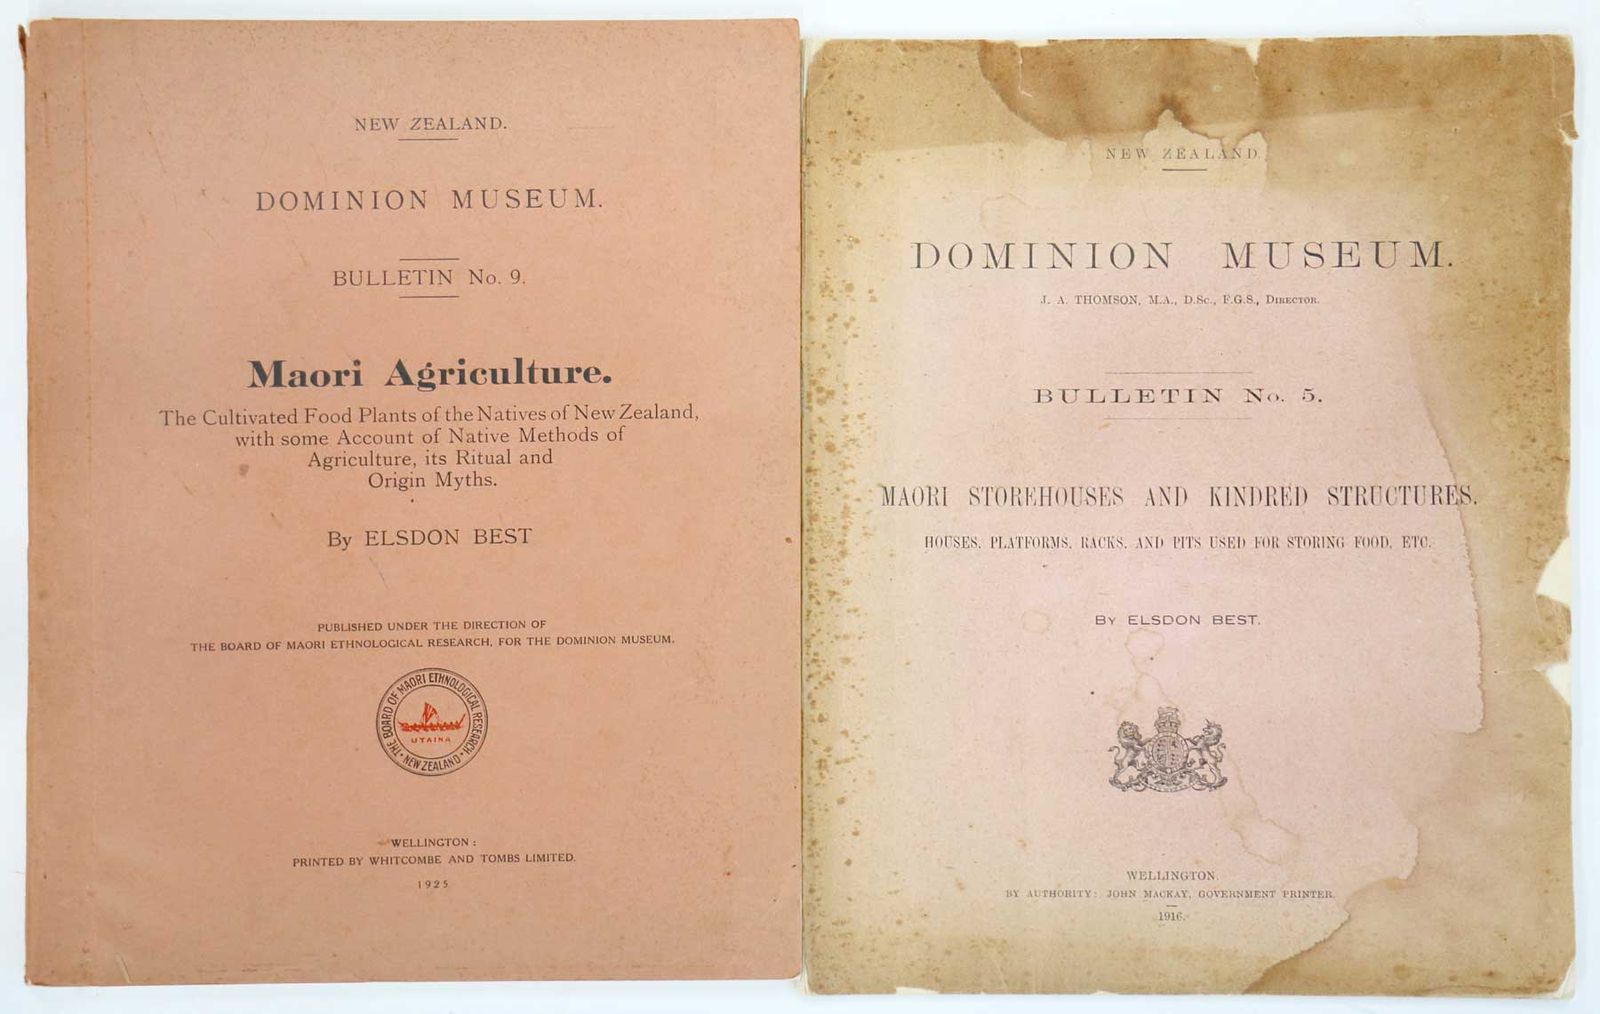 NEW ZEALAND.
DOMINION MUSEUM.
BULLETIN No. 9.
Maori Agriculture.
The Cultivated Food Plants of the Natives of New Zealand,
with some Account of Native Methods of
Agriculture, its Ritual and
Origin Myths.
By ELSDON BEST
PUBLISHED UNDER THE DIRECTION OF
THE BOARD OF MAORI ETHNOLOGICAL RESEARCH, FOR THE DOMINION MUSEUM.
THE BOARD OF MAORI ETHNOLOGICAL RESEARCH
UTAINA
NEW ZEALAND
WELLINGTON:
PRINTED BY WHITCOMBE AND TOMBS LIMITED.
1925
NEW ZEALAND.
DOMINION MUSEUM.
J. A. THOMSON, M.A., D.Sc., F.G.S., DIRECTOR.
BULLETIN No. 5.
MAORI STOREHOUSES AND KINDRED STRUCTURES.
HOUSES, PLATFORMS, RACKS, AND PITS USED FOR STORING FOOD, ETC.
BY ELSDON BEST.
WELLINGTON.
BY AUTHORITY: JOHN MACKAY, GOVERNMENT PRINTER.
1916.